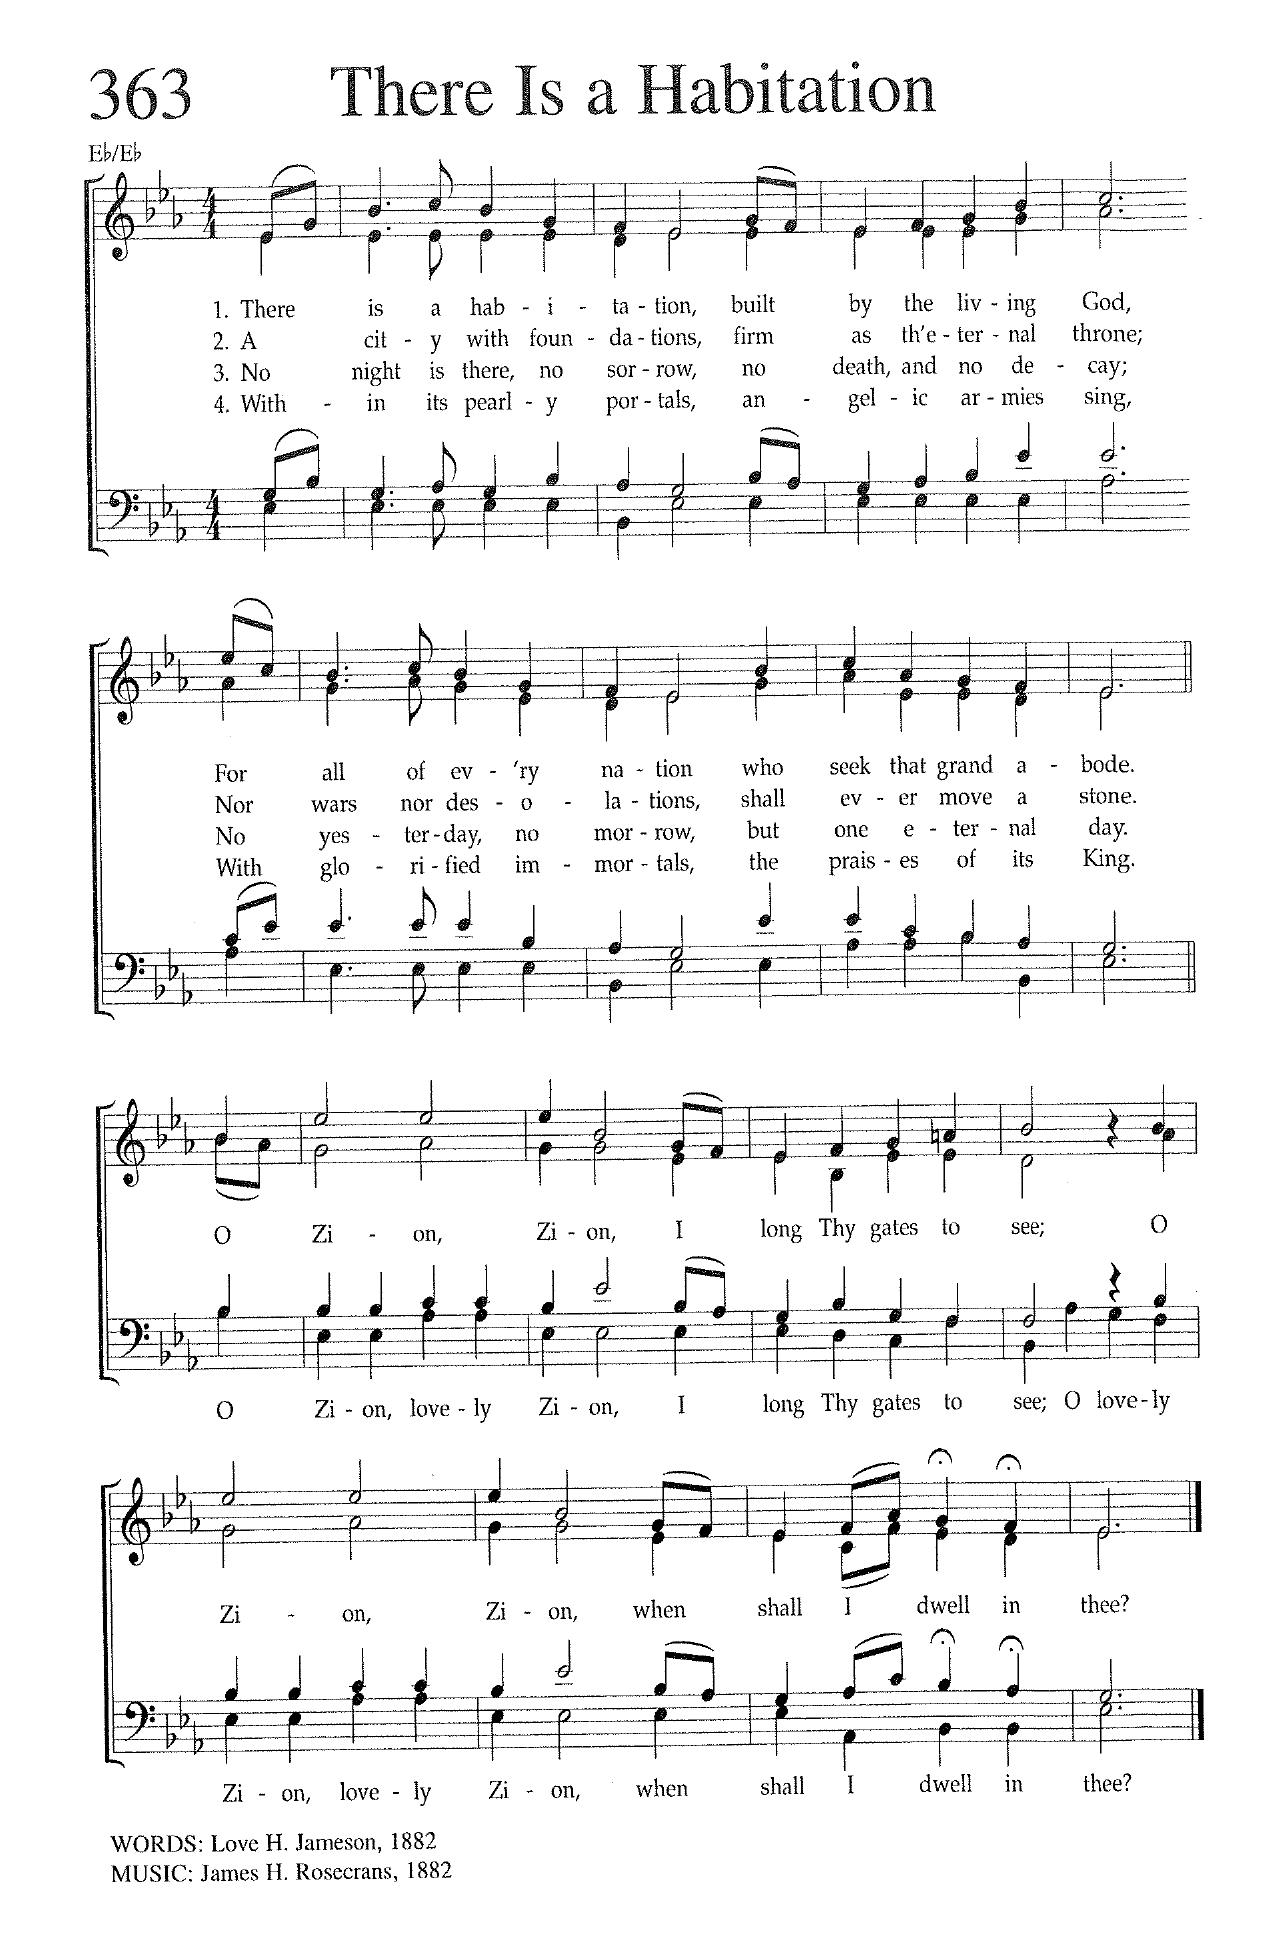 363 There Is a Habitation
E♭/E♭
1. There is a hab - i - ta - tion, built by the liv - ing God,
2. A cit - y with foun - da - tions, firm as th'e - ter - nal throne;
3. No night is there, no sor - row, no death, and no de - cay;
4. With - in its pearl - y por - tals, an - gel - ic ar - mies sing,
For all of ev - 'ry na - tion who seek that grand a - bode.
Nor wars nor des - o - la - tions, shall ev - er move a stone.
No yes - ter - day, no mor - row, but one e - ter - nal day.
With glo - ri - fied im - mor - tals, the prais - es of its King.
O Zi - on, Zi - on, I long Thy gates to see; O
O Zi - on, love - ly Zi - on, I long Thy gates to see; O love - ly
Zi - on, Zi - on, when shall I dwell in thee?
Zi - on, love - ly Zi - on, when shall I dwell in thee?
WORDS: Love H. Jameson, 1882
MUSIC: James H. Rosecrans, 1882